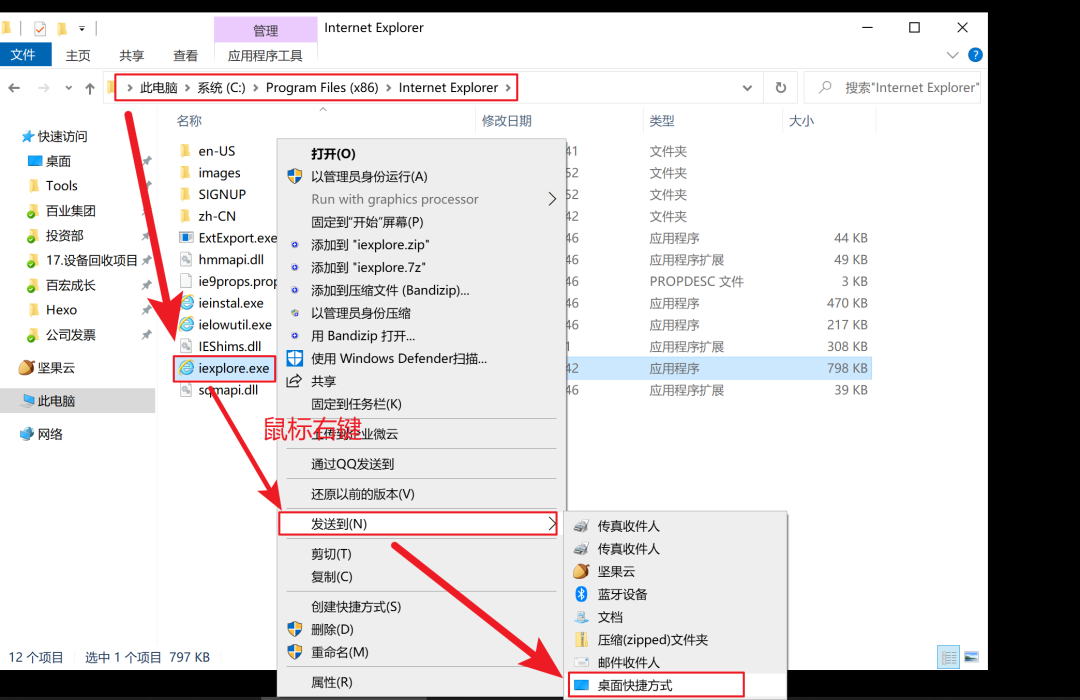 管理
Internet Explorer
文件
主页
共享
查看
应用程序工具
此电脑 > 系统 (C:) > Program Files (x86) > Internet Explorer >
搜索"Internet Explorer"
名称
修改日期
类型
大小
快速访问
桌面
Tools
百业集团
投资部
17.设备回收项目
百宏成长
Hexo
公司发票
坚果云
此电脑
网络
en-US 41 文件夹
images 52 文件夹
SIGNUP 52 文件夹
zh-CN 42 文件夹
ExtExport.exe 46 应用程序 44 KB
hmmapi.dll 46 应用程序扩展 49 KB
ie9props.prop 46 PROPDESC 文件 3 KB
ieinstal.exe 46 应用程序 470 KB
ielowutil.exe 46 应用程序 217 KB
IEShims.dll 1 应用程序扩展 308 KB
iexplore.exe 42 应用程序 798 KB
sqmapi.dll 46 应用程序扩展 39 KB
打开(O)
以管理员身份运行(A)
Run with graphics processor
固定到"开始"屏幕(P)
添加到 "iexplore.zip"
添加到 "iexplore.7z"
添加到压缩文件 (Bandizip)...
以管理员身份压缩
用 Bandizip 打开...
使用 Windows Defender扫描...
共享
固定到任务栏(K)
鼠标右键
上传到企业微云
通过QQ发送到
还原以前的版本(V)
发送到(N)
剪切(T)
复制(C)
创建快捷方式(S)
删除(D)
重命名(M)
属性(R)
传真收件人
传真收件人
坚果云
蓝牙设备
文档
压缩(zipped)文件夹
邮件收件人
桌面快捷方式
12 个项目
选中 1 个项目 797 KB